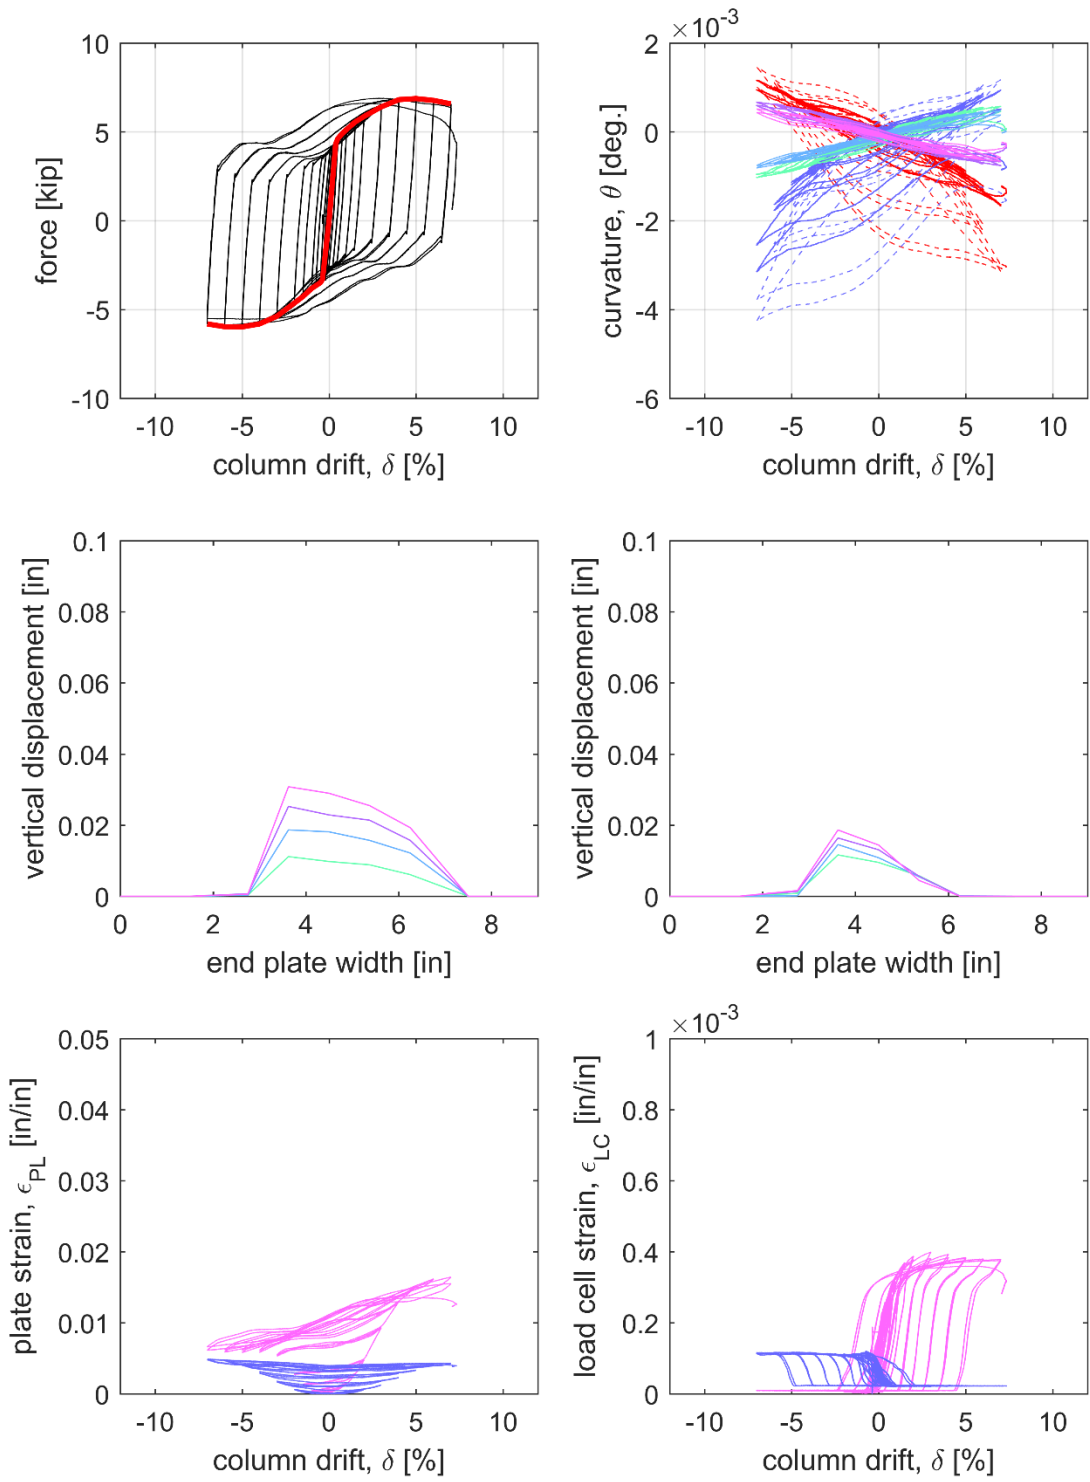 10
5
0
-5
-10
force [kip]
-10 -5 0 5 10
column drift, δ [%]
×10⁻³
2
0
-2
-4
-6
curvature, θ [deg.]
-10 -5 0 5 10
column drift, δ [%]
0.1
0.08
0.06
0.04
0.02
0
vertical displacement [in]
0 2 4 6 8
end plate width [in]
0.1
0.08
0.06
0.04
0.02
0
vertical displacement [in]
0 2 4 6 8
end plate width [in]
0.05
0.04
0.03
0.02
0.01
0
plate strain, ϵPL [in/in]
-10 -5 0 5 10
column drift, δ [%]
×10⁻³
1
0.8
0.6
0.4
0.2
0
load cell strain, ϵLC [in/in]
-10 -5 0 5 10
column drift, δ [%]